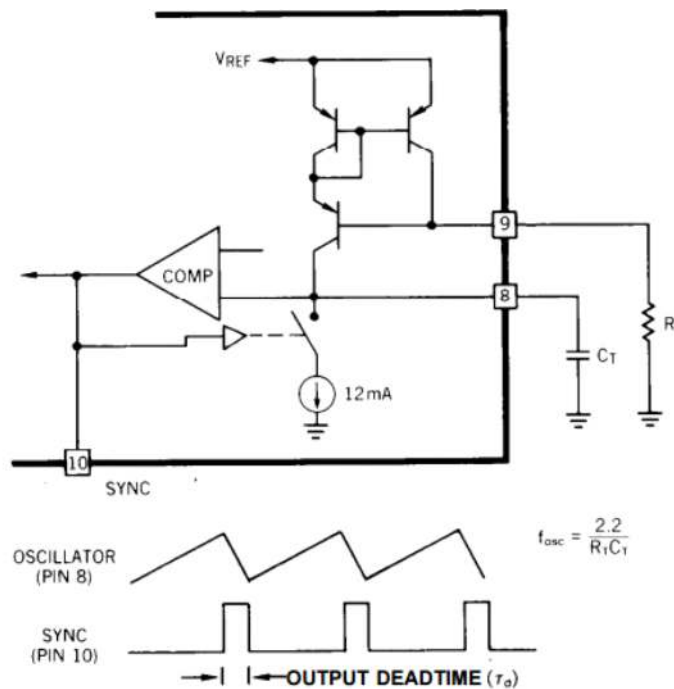 VREF
9
COMP
8
R
CT
12mA
10
SYNC
OSCILLATOR
(PIN 8)
fosc = 2.2
RTCT
SYNC
(PIN 10)
OUTPUT DEADTIME (τd)